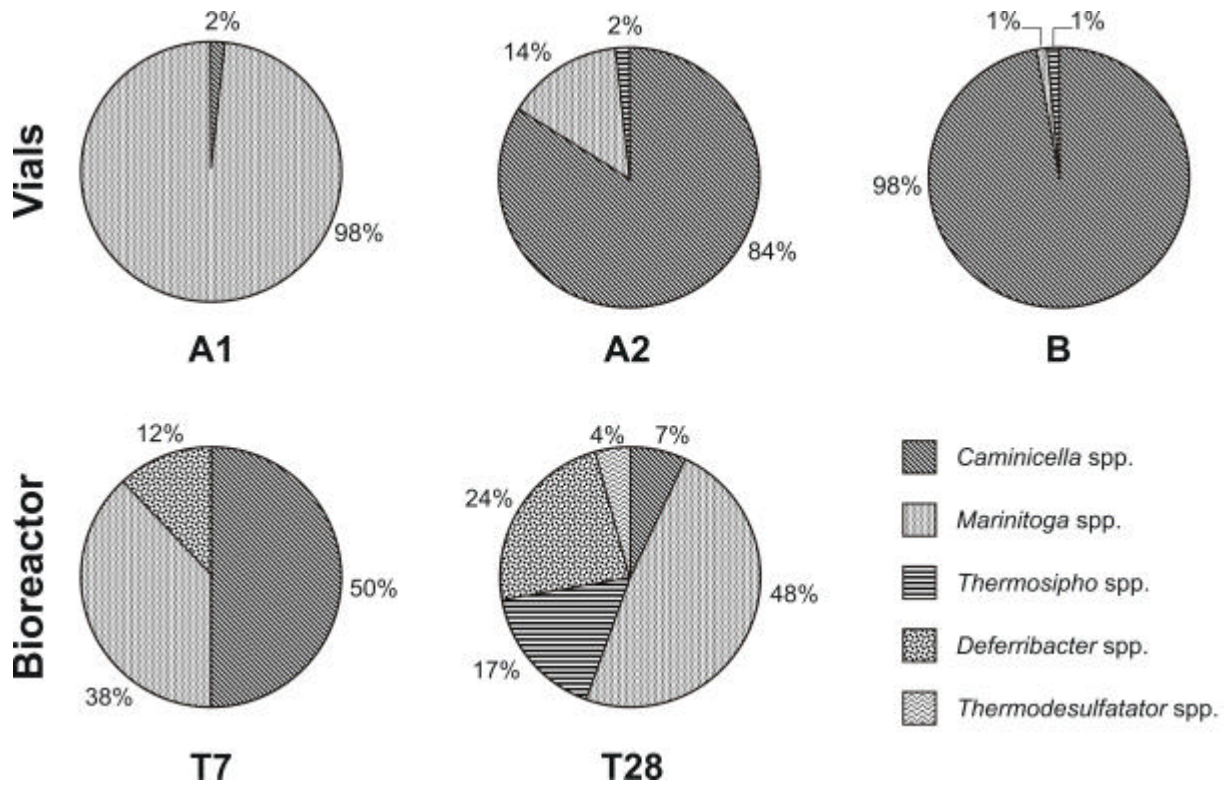 Vials
2%
98%
A1
2%
14%
84%
A2
1% 1%
98%
B
Bioreactor
12%
50%
38%
T7
4% 7%
24%
48%
17%
T28
Caminicella spp.
Marinitoga spp.
Thermosipho spp.
Deferribacter spp.
Thermodesulfatator spp.